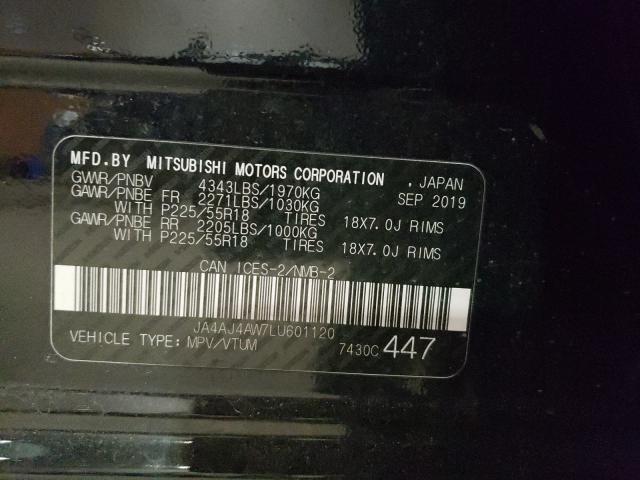 MFD.BY MITSUBISHI MOTORS CORPORATION , JAPAN
GVWR/PNBV 4343LBS/1970KG SEP 2019
GAWR/PNBE FR 2271LBS/1030KG
WITH P225/55R18 TIRES 18X7.0J RIMS
GAWR/PNBE RR 2205LBS/1000KG
WITH P225/55R18 TIRES 18X7.0J RIMS
CAN ICES-2/NMB-2
JA4AJ4AW7LU601120
VEHICLE TYPE: MPV/VTUM 7430C 447